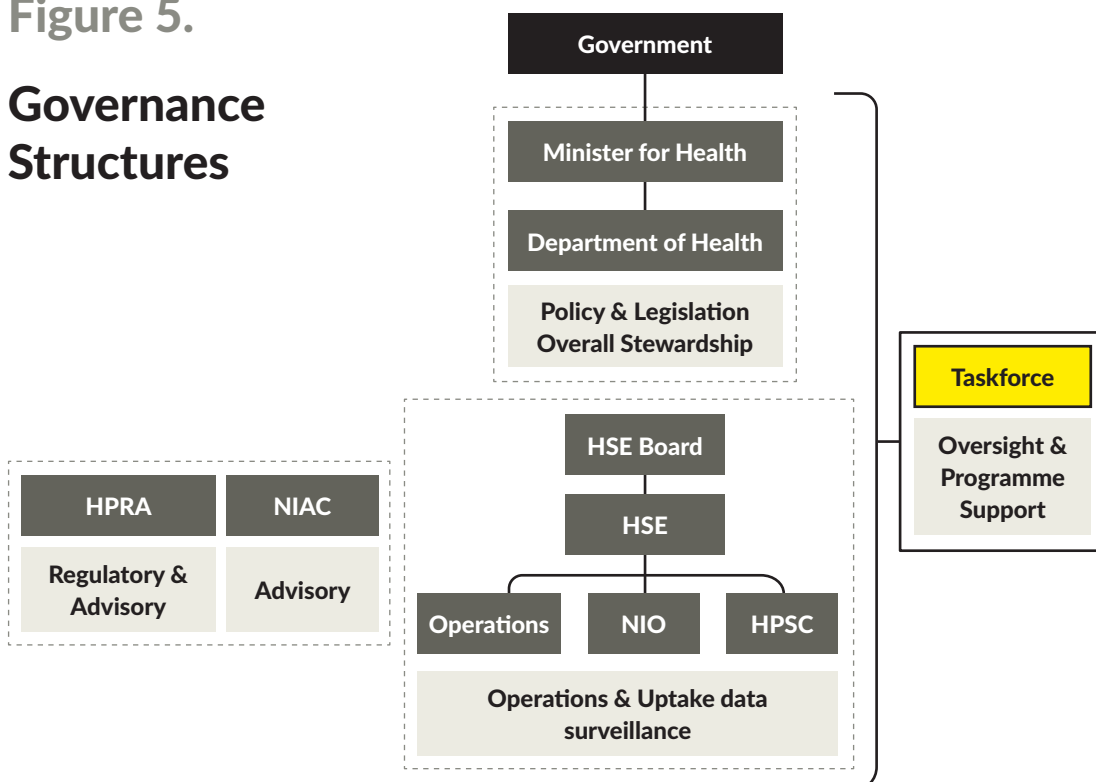 Figure 5.
Governance
Structures
Government
Minister for Health
Department of Health
Policy & Legislation
Overall Stewardship
Taskforce
Oversight &
Programme
Support
HSE Board
HSE
Operations
NIO
HPSC
Operations & Uptake data
surveillance
HPRA
NIAC
Regulatory &
Advisory
Advisory